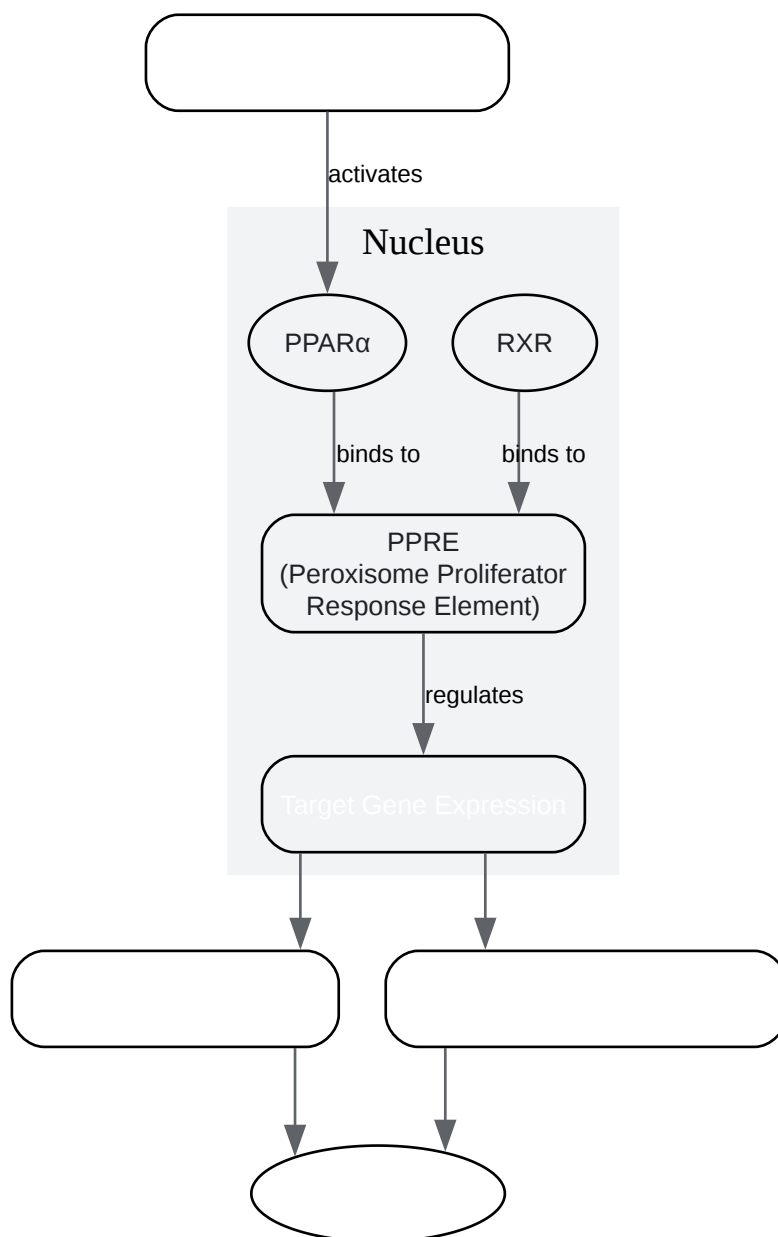 activates
Nucleus
PPARα
RXR
binds to
binds to
PPRE
(Peroxisome Proliferator
Response Element)
regulates
Target Gene Expression